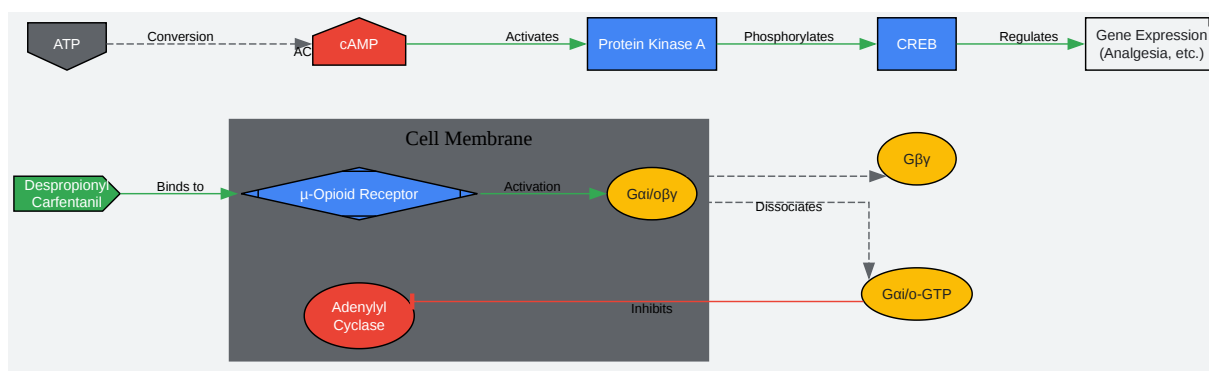 ATP
Conversion
AC
cAMP
Activates
Protein Kinase A
Phosphorylates
CREB
Regulates
Gene Expression
(Analgesia, etc.)
Cell Membrane
Despropionyl
Carfentanil
Binds to
μ-Opioid Receptor
Activation
Gαi/oβγ
Gβγ
Dissociates
Gαi/o-GTP
Inhibits
Adenylyl
Cyclase